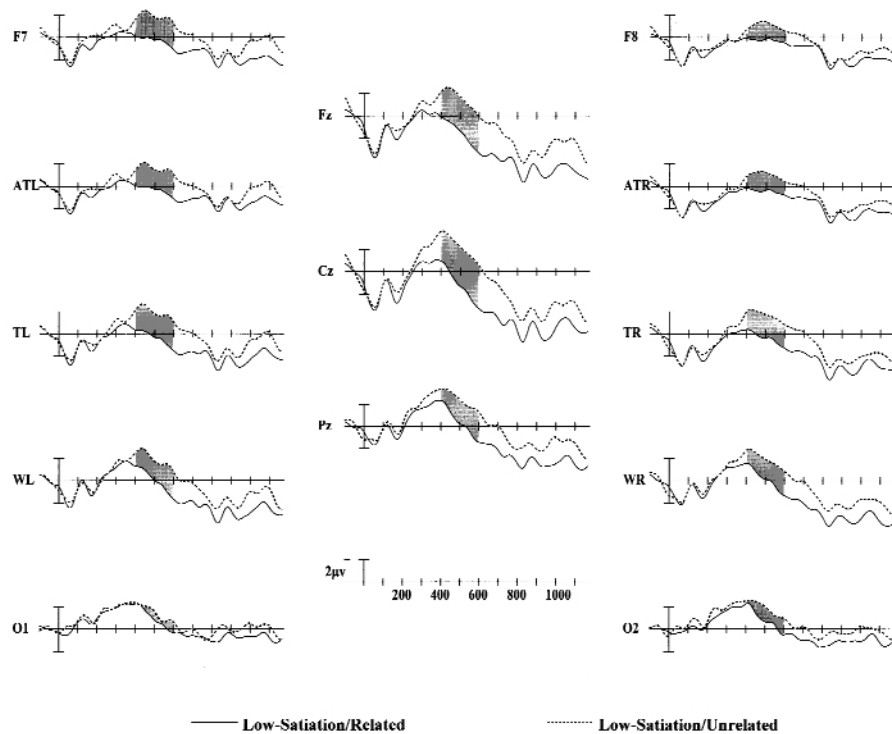 F7
F8
Fz
ATL
ATR
Cz
TL
TR
Pz
WL
WR
2μv
200 400 600 800 1000
O1
O2
Low-Satiation/Related
Low-Satiation/Unrelated